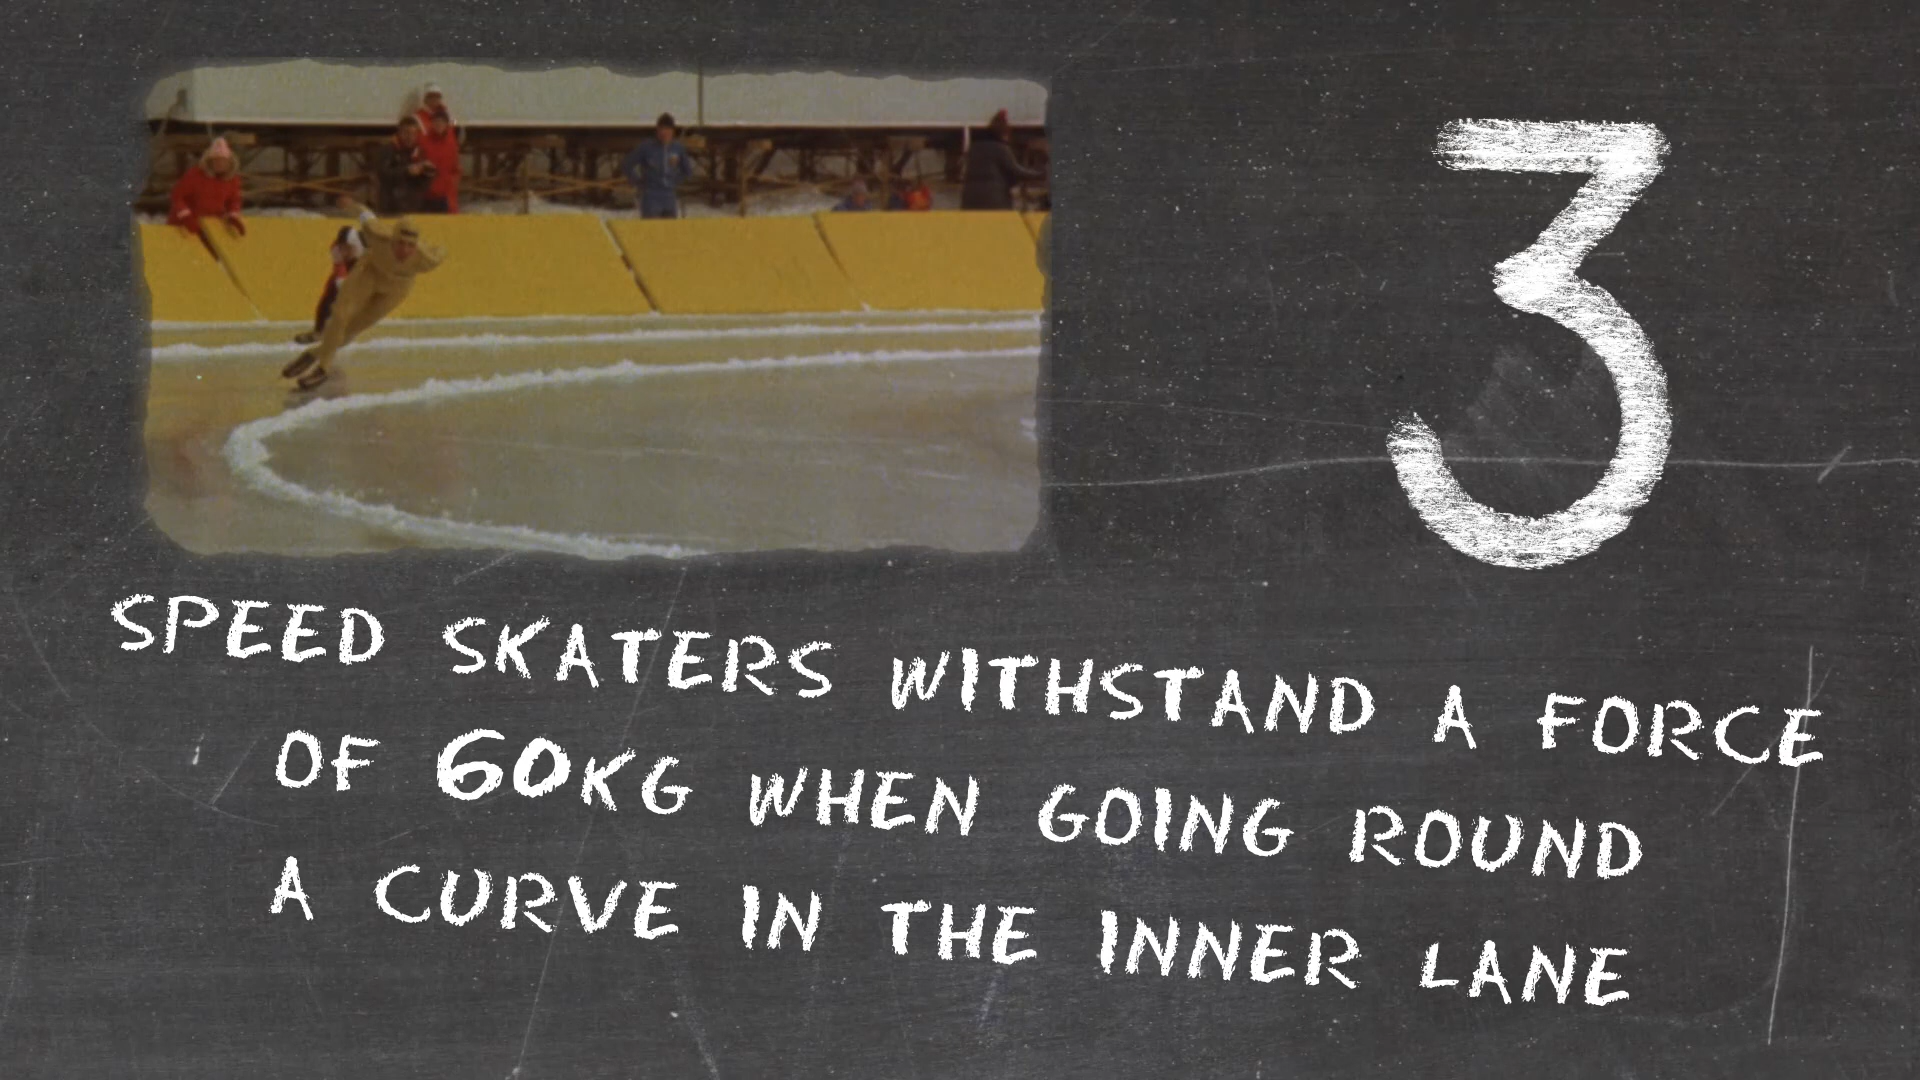 3
SPEED SKATERS WITHSTAND A FORCE
OF 60KG WHEN GOING ROUND
A CURVE IN THE INNER LANE